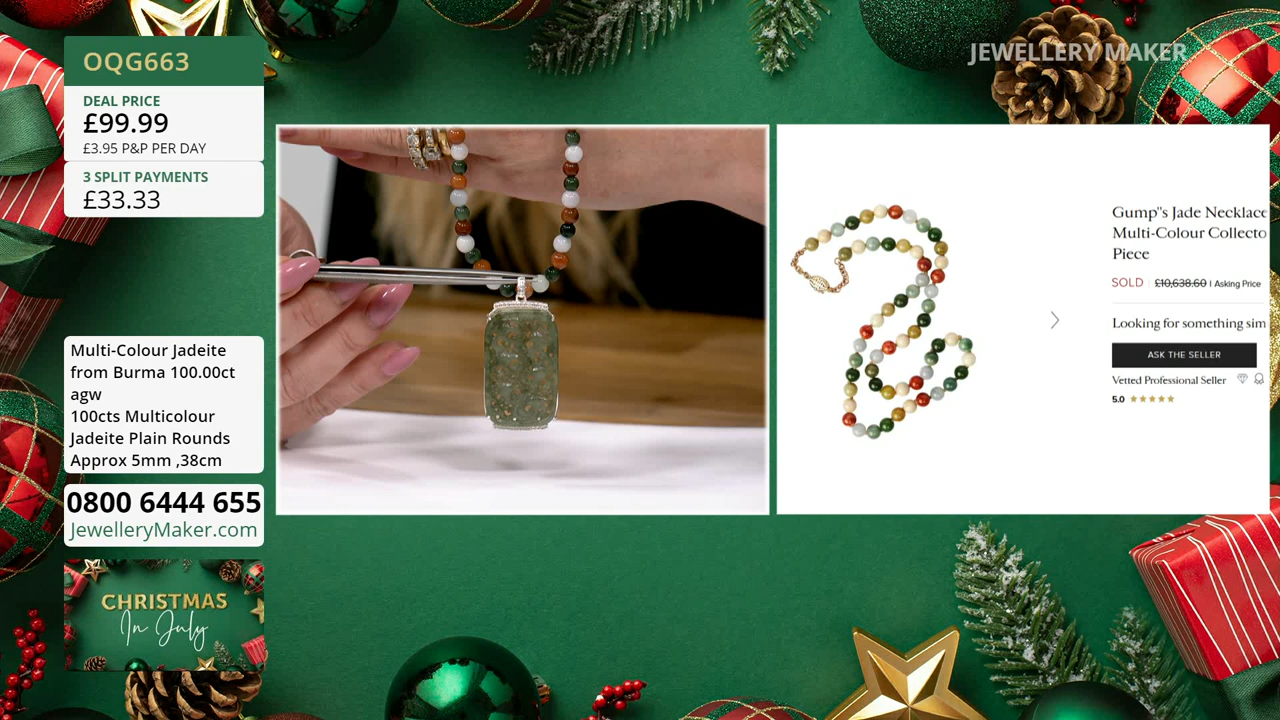 OQG663
DEAL PRICE
£99.99
£3.95 P&P PER DAY
3 SPLIT PAYMENTS
£33.33
Multi-Colour Jadeite
from Burma 100.00ct
agw
100cts Multicolour
Jadeite Plain Rounds
Approx 5mm ,38cm
0800 6444 655
JewelleryMaker.com
CHRISTMAS
In July
JEWELLERY MAKER
Gump"s Jade Necklace
Multi-Colour Collecto
Piece
SOLD | £10,638.60 | Asking Price
Looking for something sim
ASK THE SELLER
Vetted Professional Seller
5.0 ★★★★★